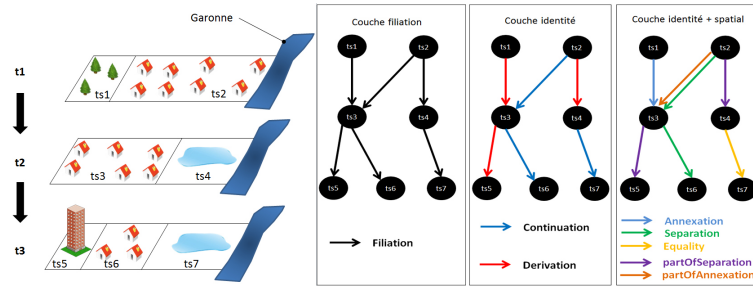 Garonne
t1
ts1
ts2
t2
ts3
ts4
t3
ts5
ts6
ts7
Couche filiation
ts1
ts2
ts3
ts4
ts5
ts6
ts7
Filiation
Couche identité
ts1
ts2
ts3
ts4
ts5
ts6
ts7
Continuation
Derivation
Couche identité + spatial
ts1
ts2
ts3
ts4
ts5
ts6
ts7
Annexation
Separation
Equality
partOfSeparation
partOfAnnexation